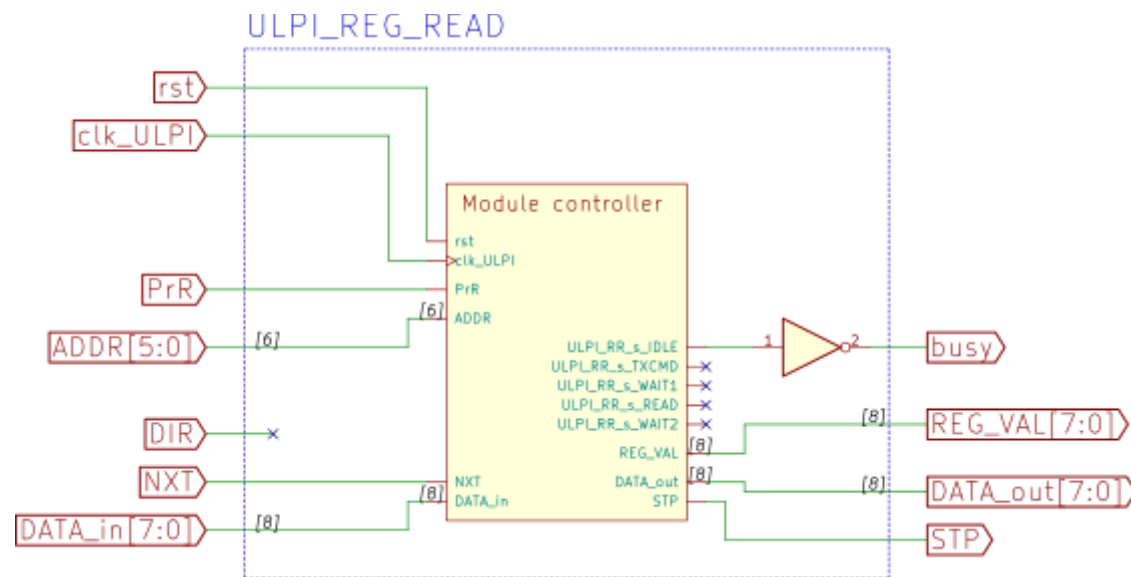 ULPI_REG_READ
rst
clk_ULPI
Module controller
rst
clk_ULPI
PrR
PrR
[6]
ADDR
ADDR[5:0]
[6]
ULPI_RR_s_IDLE
1
2
busy
ULPI_RR_s_TXCMD
ULPI_RR_s_WAIT1
ULPI_RR_s_READ
ULPI_RR_s_WAIT2
[8]
REG_VAL[7:0]
DIR
REG_VAL
[8]
NXT
NXT
DATA_out
[8]
[8]
DATA_out[7:0]
[8]
DATA_in
STP
DATA_in[7:0]
[8]
STP